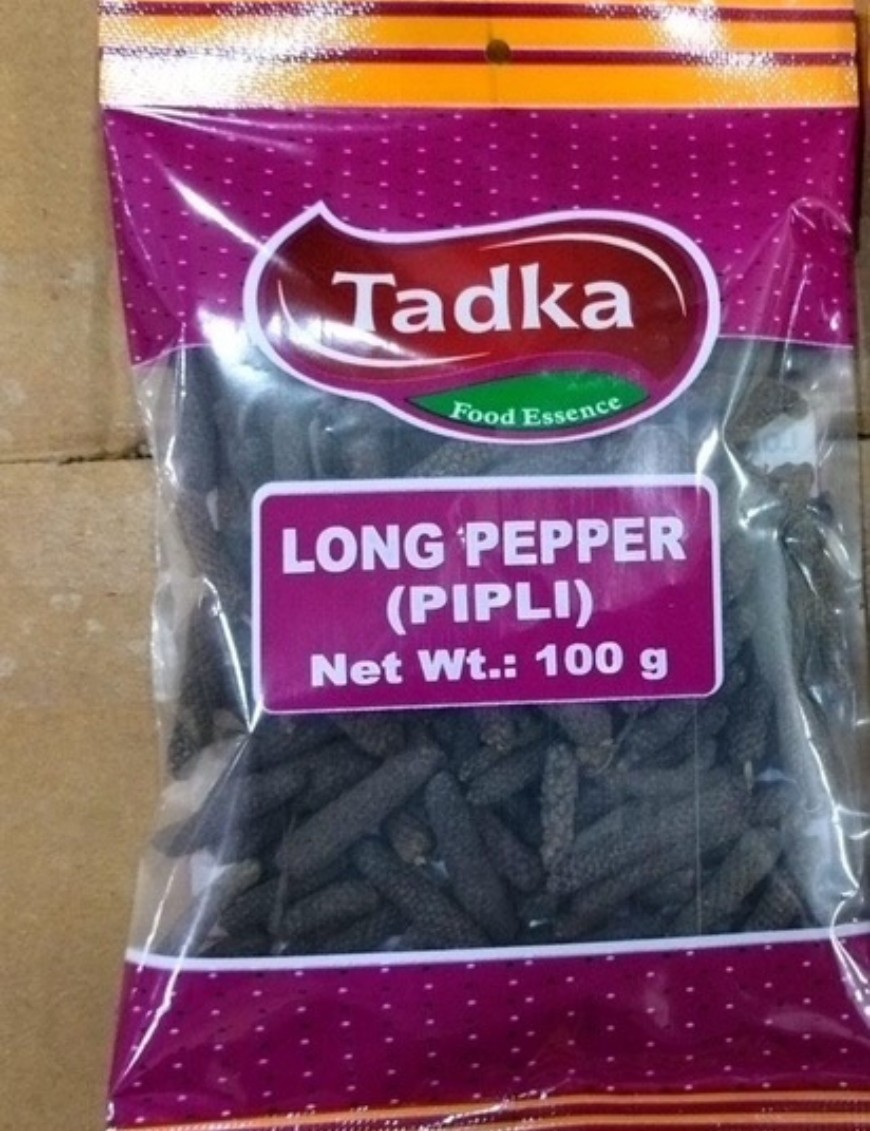 Tadka
Food Essence
LONG PEPPER
(PIPLI)
Net Wt.: 100 g